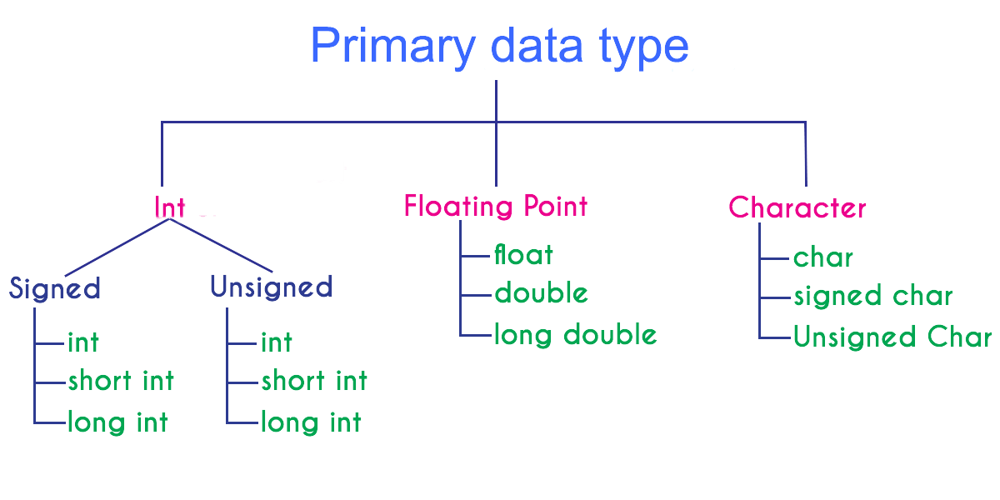 Primary data type
Int
Floating Point
Character
Signed
Unsigned
int
short int
long int
int
short int
long int
float
double
long double
char
signed char
Unsigned Char